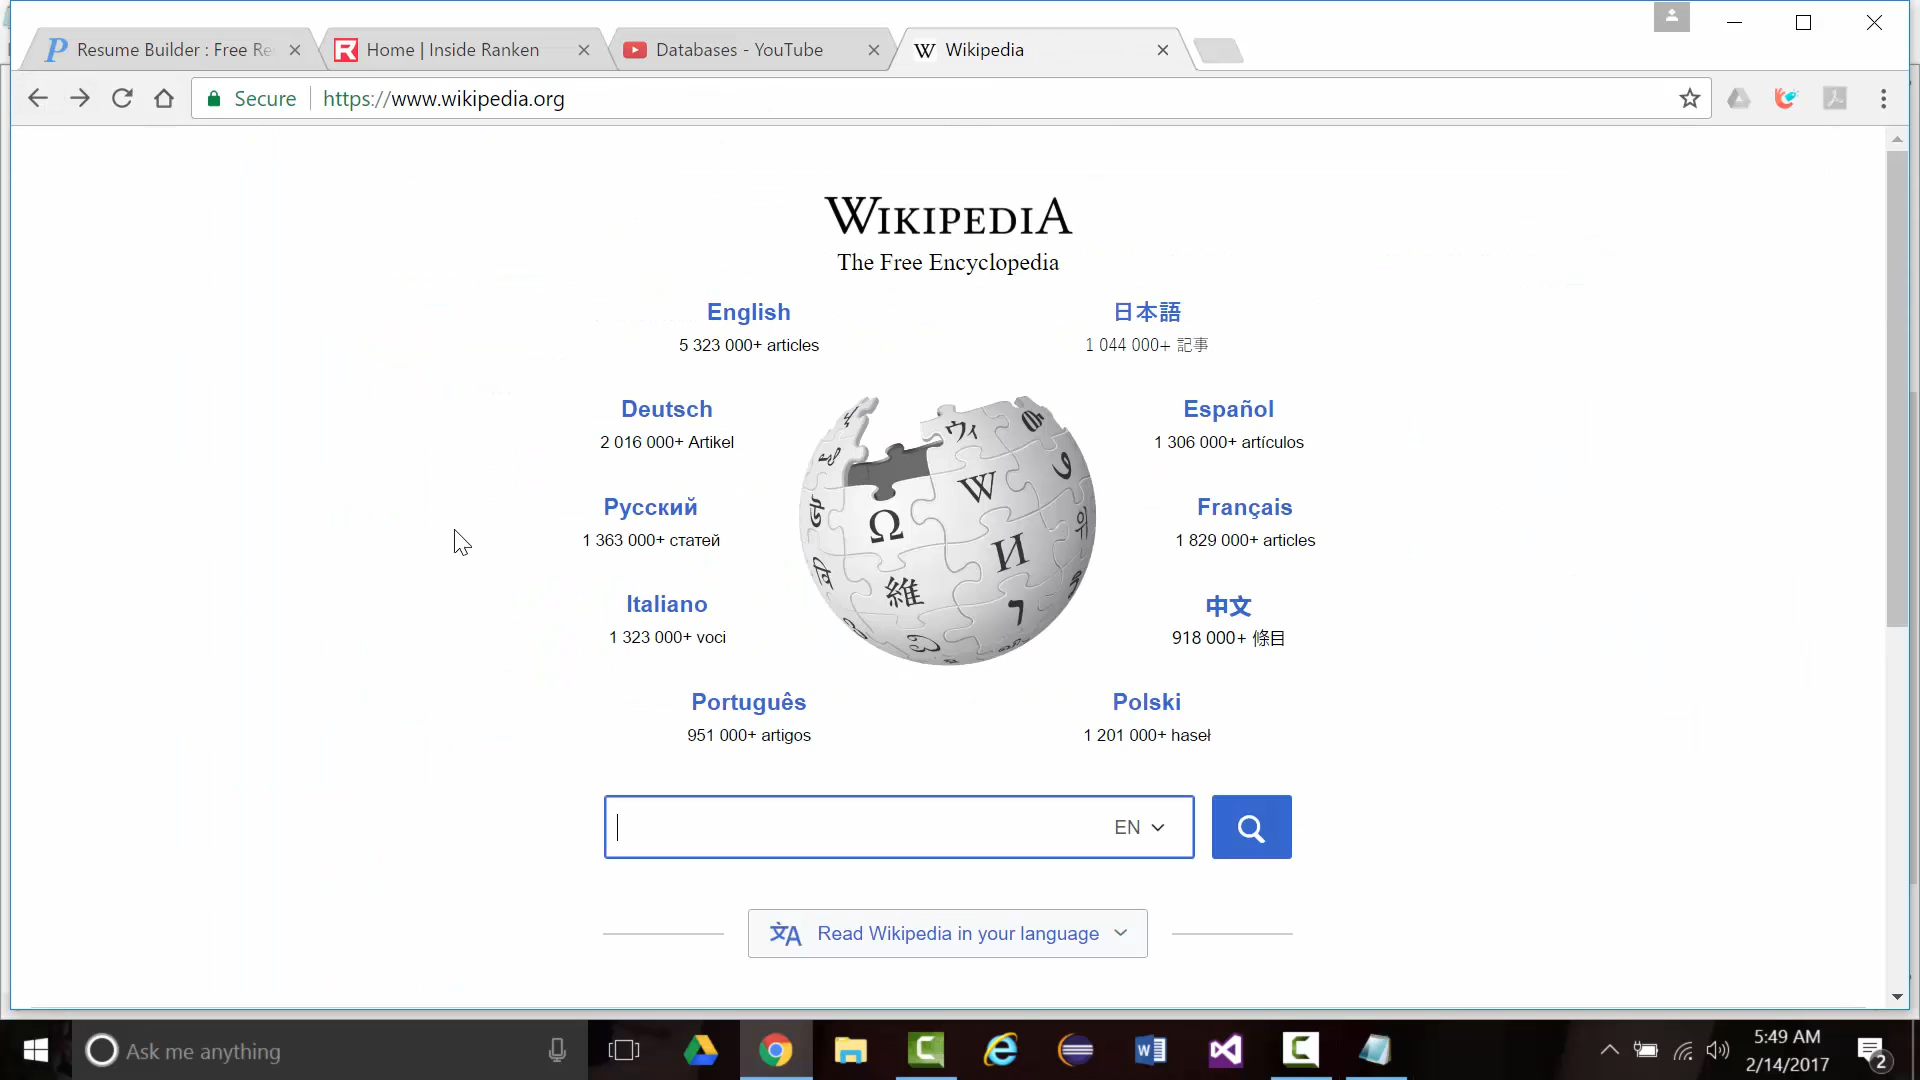 Resume Builder : Free Re
Home | Inside Ranken
Databases - YouTube
Wikipedia
Secure
https://www.wikipedia.org
WIKIPEDIA
The Free Encyclopedia
English
5 323 000+ articles
日本語
1 044 000+ 記事
Deutsch
2 016 000+ Artikel
Español
1 306 000+ artículos
Русский
1 363 000+ статей
Français
1 829 000+ articles
Italiano
1 323 000+ voci
中文
918 000+ 條目
Português
951 000+ artigos
Polski
1 201 000+ haseł
Ω
W
И
維
ウィ
EN
Read Wikipedia in your language
Ask me anything
5:49 AM
2/14/2017
2